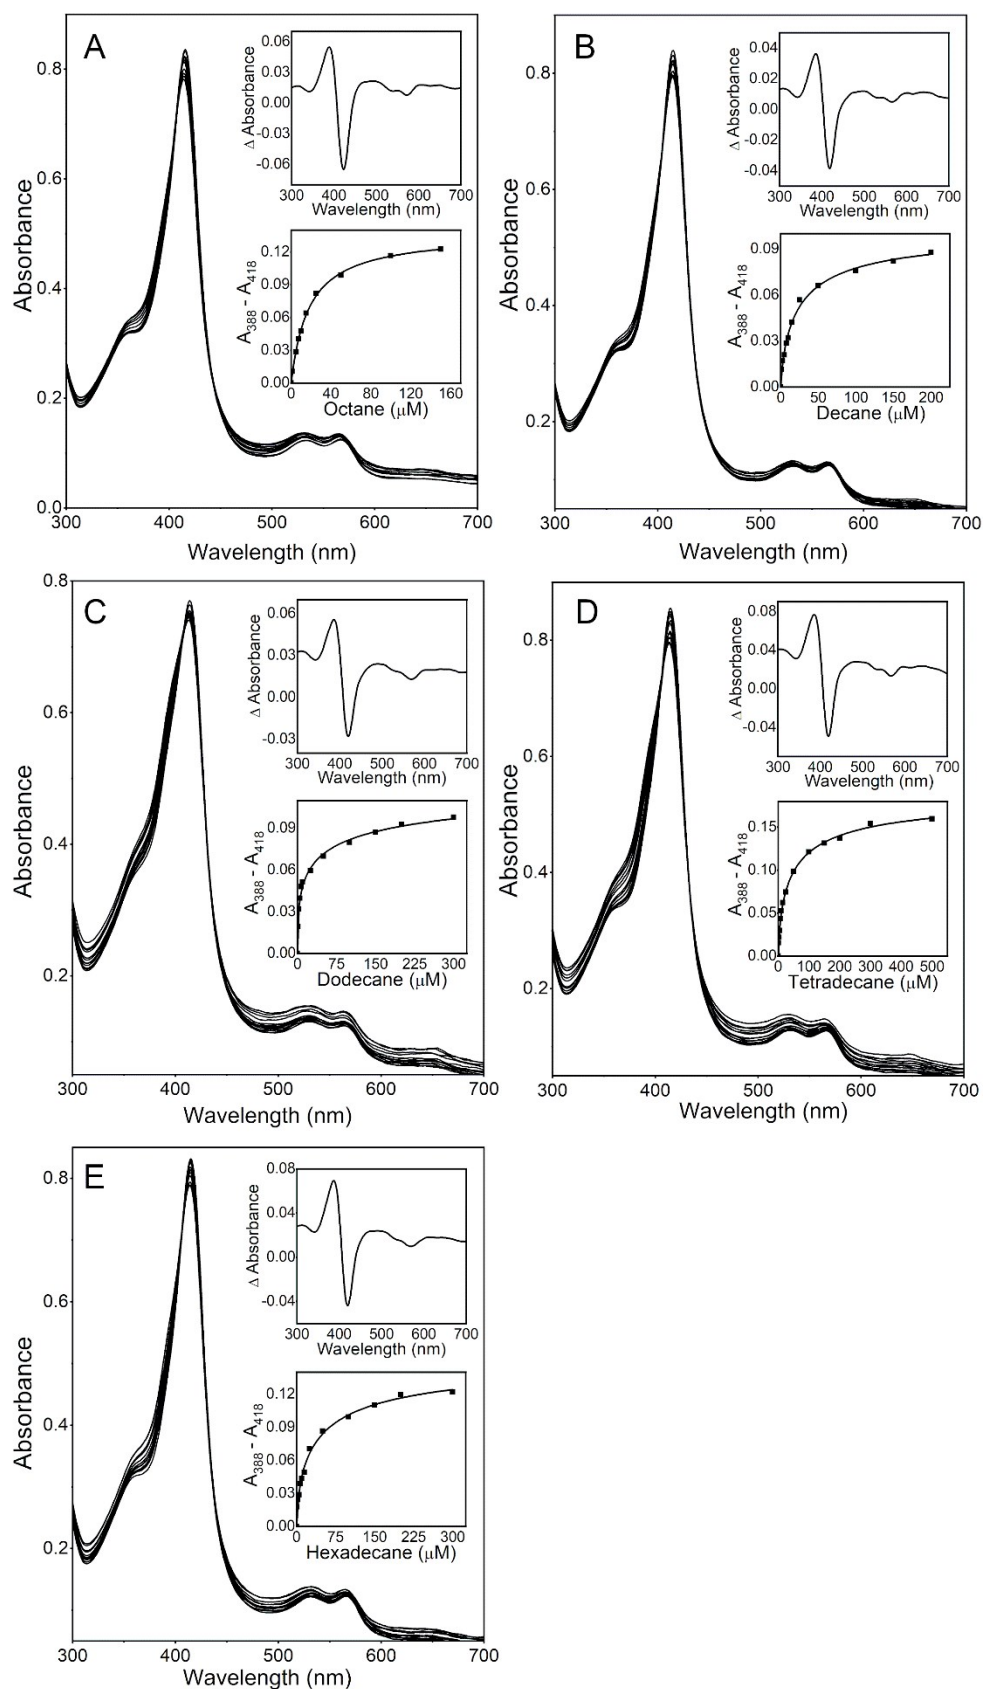 A
0.8
0.6
0.4
0.2
0.0
Absorbance
300 400 500 600 700
Wavelength (nm)
0.06
0.03
0.00
-0.03
-0.06
Δ Absorbance
300 400 500 600 700
Wavelength (nm)
0.12
0.09
0.06
0.03
0.00
A388 - A418
0 40 80 120 160
Octane (μM)
B
0.8
0.6
0.4
0.2
Absorbance
300 400 500 600 700
Wavelength (nm)
0.04
0.02
0.00
-0.02
-0.04
Δ Absorbance
300 400 500 600 700
Wavelength (nm)
0.09
0.06
0.03
0.00
A388 - A418
0 50 100 150 200
Decane (μM)
C
0.8
0.6
0.4
0.2
Absorbance
300 400 500 600 700
Wavelength (nm)
0.06
0.03
0.00
-0.03
Δ Absorbance
300 400 500 600 700
Wavelength (nm)
0.09
0.06
0.03
0.00
A388 - A418
0 75 150 225 300
Dodecane (μM)
D
0.8
0.6
0.4
0.2
Absorbance
300 400 500 600 700
Wavelength (nm)
0.08
0.04
0.00
-0.04
Δ Absorbance
300 400 500 600 700
Wavelength (nm)
0.15
0.10
0.05
0.00
A388 - A418
0 100 200 300 400 500
Tetradecane (μM)
E
0.8
0.6
0.4
0.2
Absorbance
300 400 500 600 700
Wavelength (nm)
0.08
0.04
0.00
-0.04
Δ Absorbance
300 400 500 600 700
Wavelength (nm)
0.12
0.09
0.06
0.03
0.00
A388 - A418
0 75 150 225 300
Hexadecane (μM)